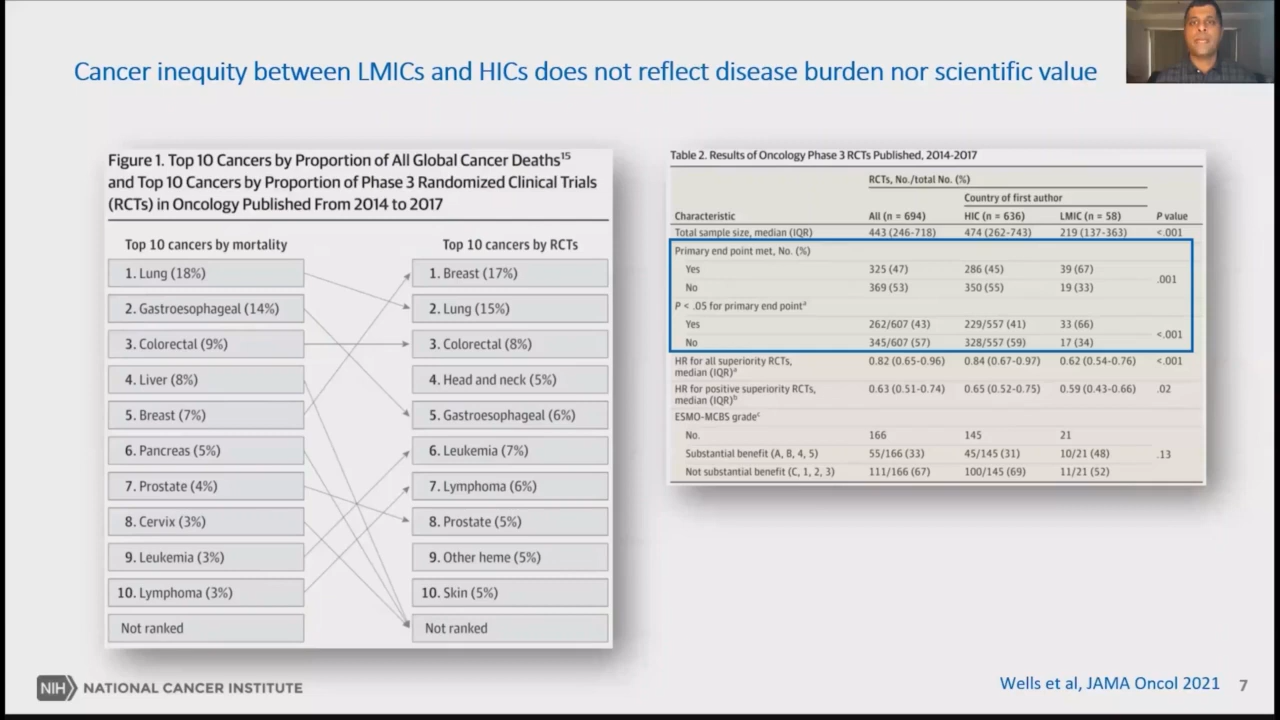 Cancer inequity between LMICs and HICs does not reflect disease burden nor scientific value
Figure 1. Top 10 Cancers by Proportion of All Global Cancer Deaths15
and Top 10 Cancers by Proportion of Phase 3 Randomized Clinical Trials
(RCTs) in Oncology Published From 2014 to 2017
Top 10 cancers by mortality
Top 10 cancers by RCTs
1. Lung (18%)
1. Breast (17%)
2. Gastroesophageal (14%)
2. Lung (15%)
3. Colorectal (9%)
3. Colorectal (8%)
4. Liver (8%)
4. Head and neck (5%)
5. Breast (7%)
5. Gastroesophageal (6%)
6. Pancreas (5%)
6. Leukemia (7%)
7. Prostate (4%)
7. Lymphoma (6%)
8. Cervix (3%)
8. Prostate (5%)
9. Leukemia (3%)
9. Other heme (5%)
10. Lymphoma (3%)
10. Skin (5%)
Not ranked
Not ranked
Table 2. Results of Oncology Phase 3 RCTs Published, 2014-2017
RCTs, No./total No. (%)
Country of first author
Characteristic All (n = 694) HIC (n = 636) LMIC (n = 58) P value
Total sample size, median (IQR) 443 (246-718) 474 (262-743) 219 (137-363) <.001
Primary end point met, No. (%)
Yes 325 (47) 286 (45) 39 (67)
.001
No 369 (53) 350 (55) 19 (33)
P < .05 for primary end pointa
Yes 262/607 (43) 229/557 (41) 33 (66)
<.001
No 345/607 (57) 328/557 (59) 17 (34)
HR for all superiority RCTs, 0.82 (0.65-0.96) 0.84 (0.67-0.97) 0.62 (0.54-0.76) <.001
median (IQR)a
HR for positive superiority RCTs, 0.63 (0.51-0.74) 0.65 (0.52-0.75) 0.59 (0.43-0.66) .02
median (IQR)b
ESMO-MCBS gradec
No. 166 145 21
Substantial benefit (A, B, 4, 5) 55/166 (33) 45/145 (31) 10/21 (48)
.13
Not substantial benefit (C, 1, 2, 3) 111/166 (67) 100/145 (69) 11/21 (52)
NIH NATIONAL CANCER INSTITUTE
Wells et al, JAMA Oncol 2021 7